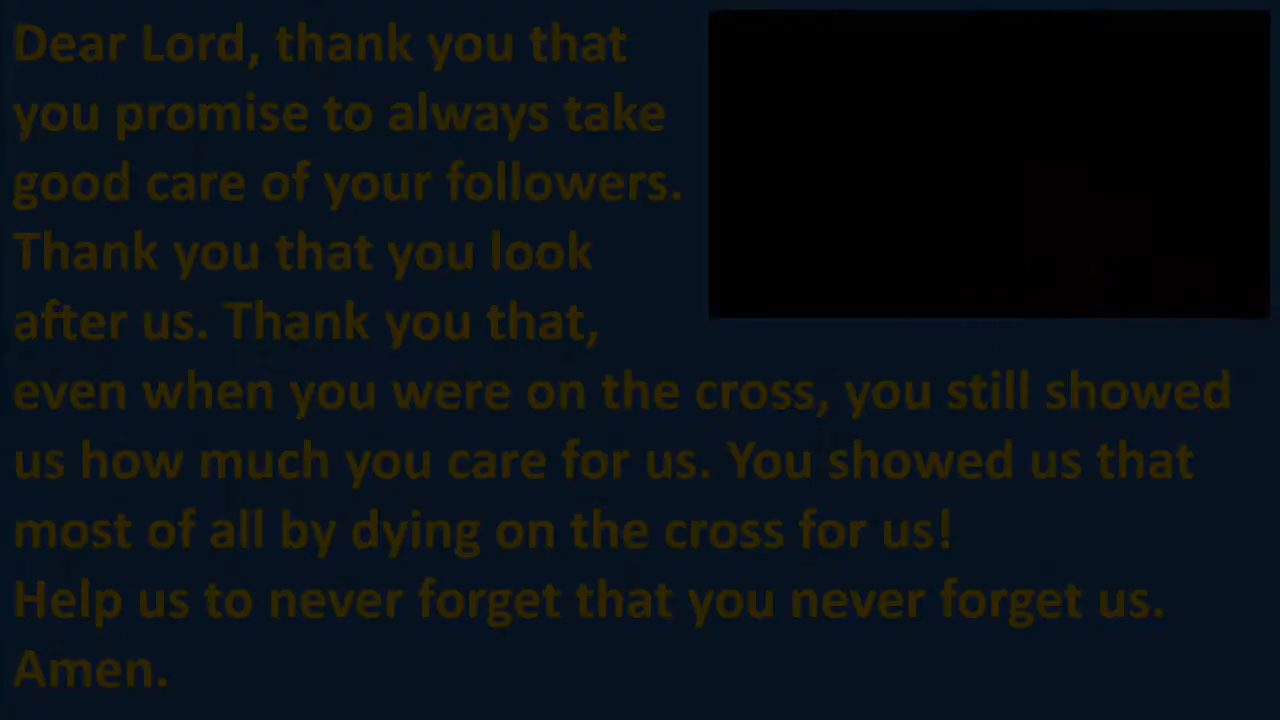 Dear Lord, thank you that
you promise to always take
good care of your followers.
Thank you that you look
after us. Thank you that,
even when you were on the cross, you still showed
us how much you care for us. You showed us that
most of all by dying on the cross for us!
Help us to never forget that you never forget us.
Amen.